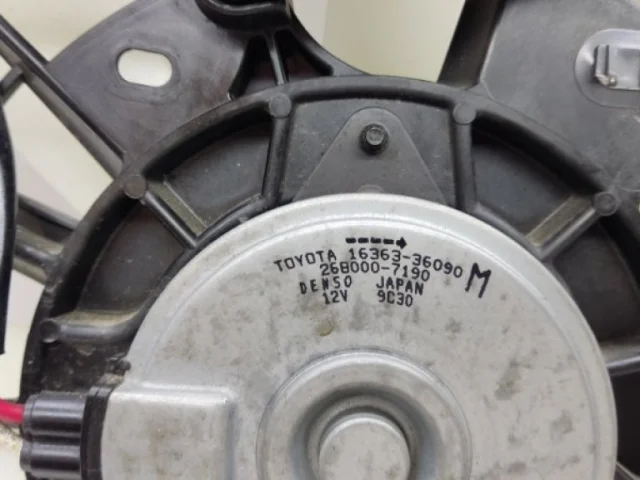 TOYOTA 16363-36090
268000-7190 M
DENSO JAPAN
12V 9C30